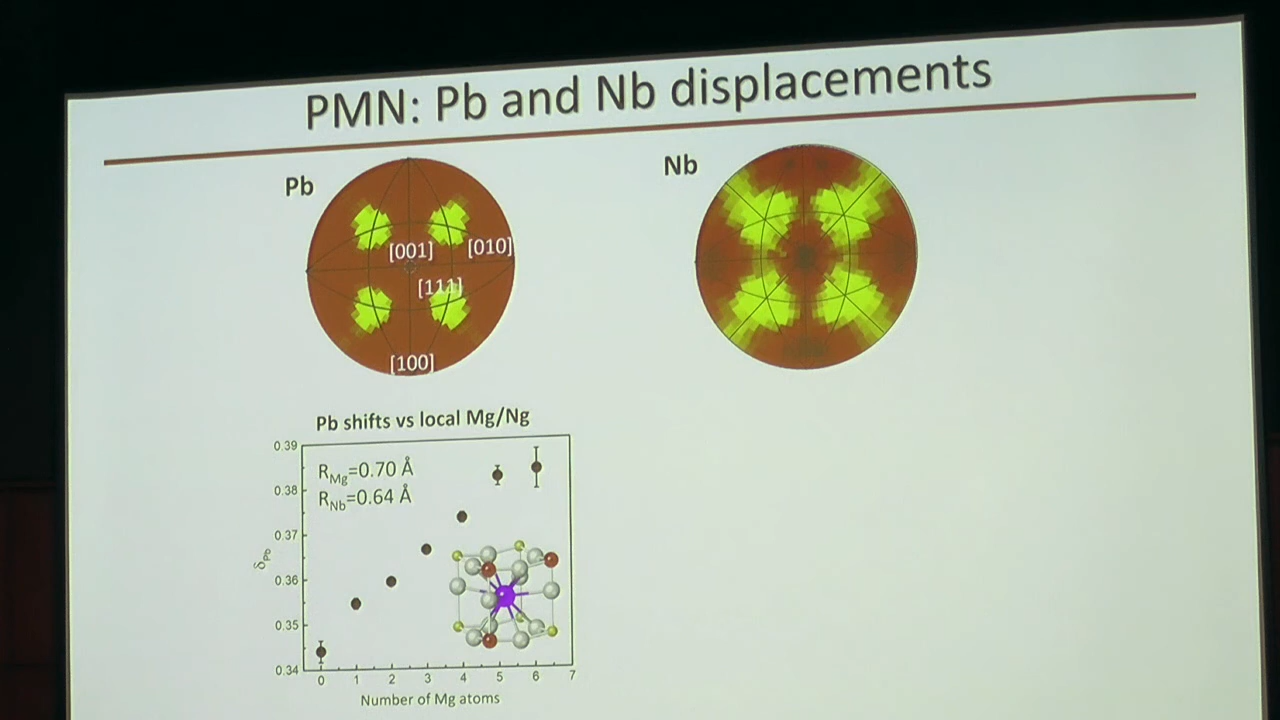 PMN: Pb and Nb displacements
Pb
Nb
[001]
[010]
[111]
[100]
Pb shifts vs local Mg/Ng
R_Mg=0.70 Å
R_Nb=0.64 Å
0.39
0.38
0.37
0.36
0.35
0.34
δ_Pb
0 1 2 3 4 5 6 7
Number of Mg atoms